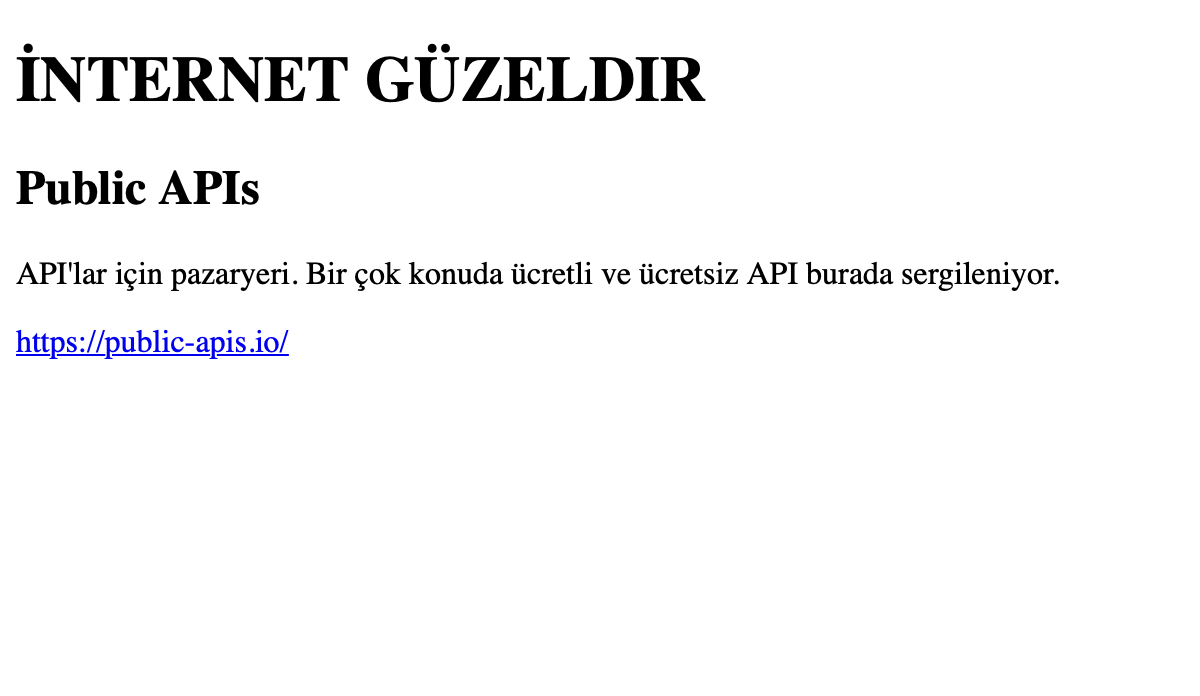 İNTERNET GÜZELDIR
Public APIs
API'lar için pazaryeri. Bir çok konuda ücretli ve ücretsiz API burada sergileniyor.
https://public-apis.io/